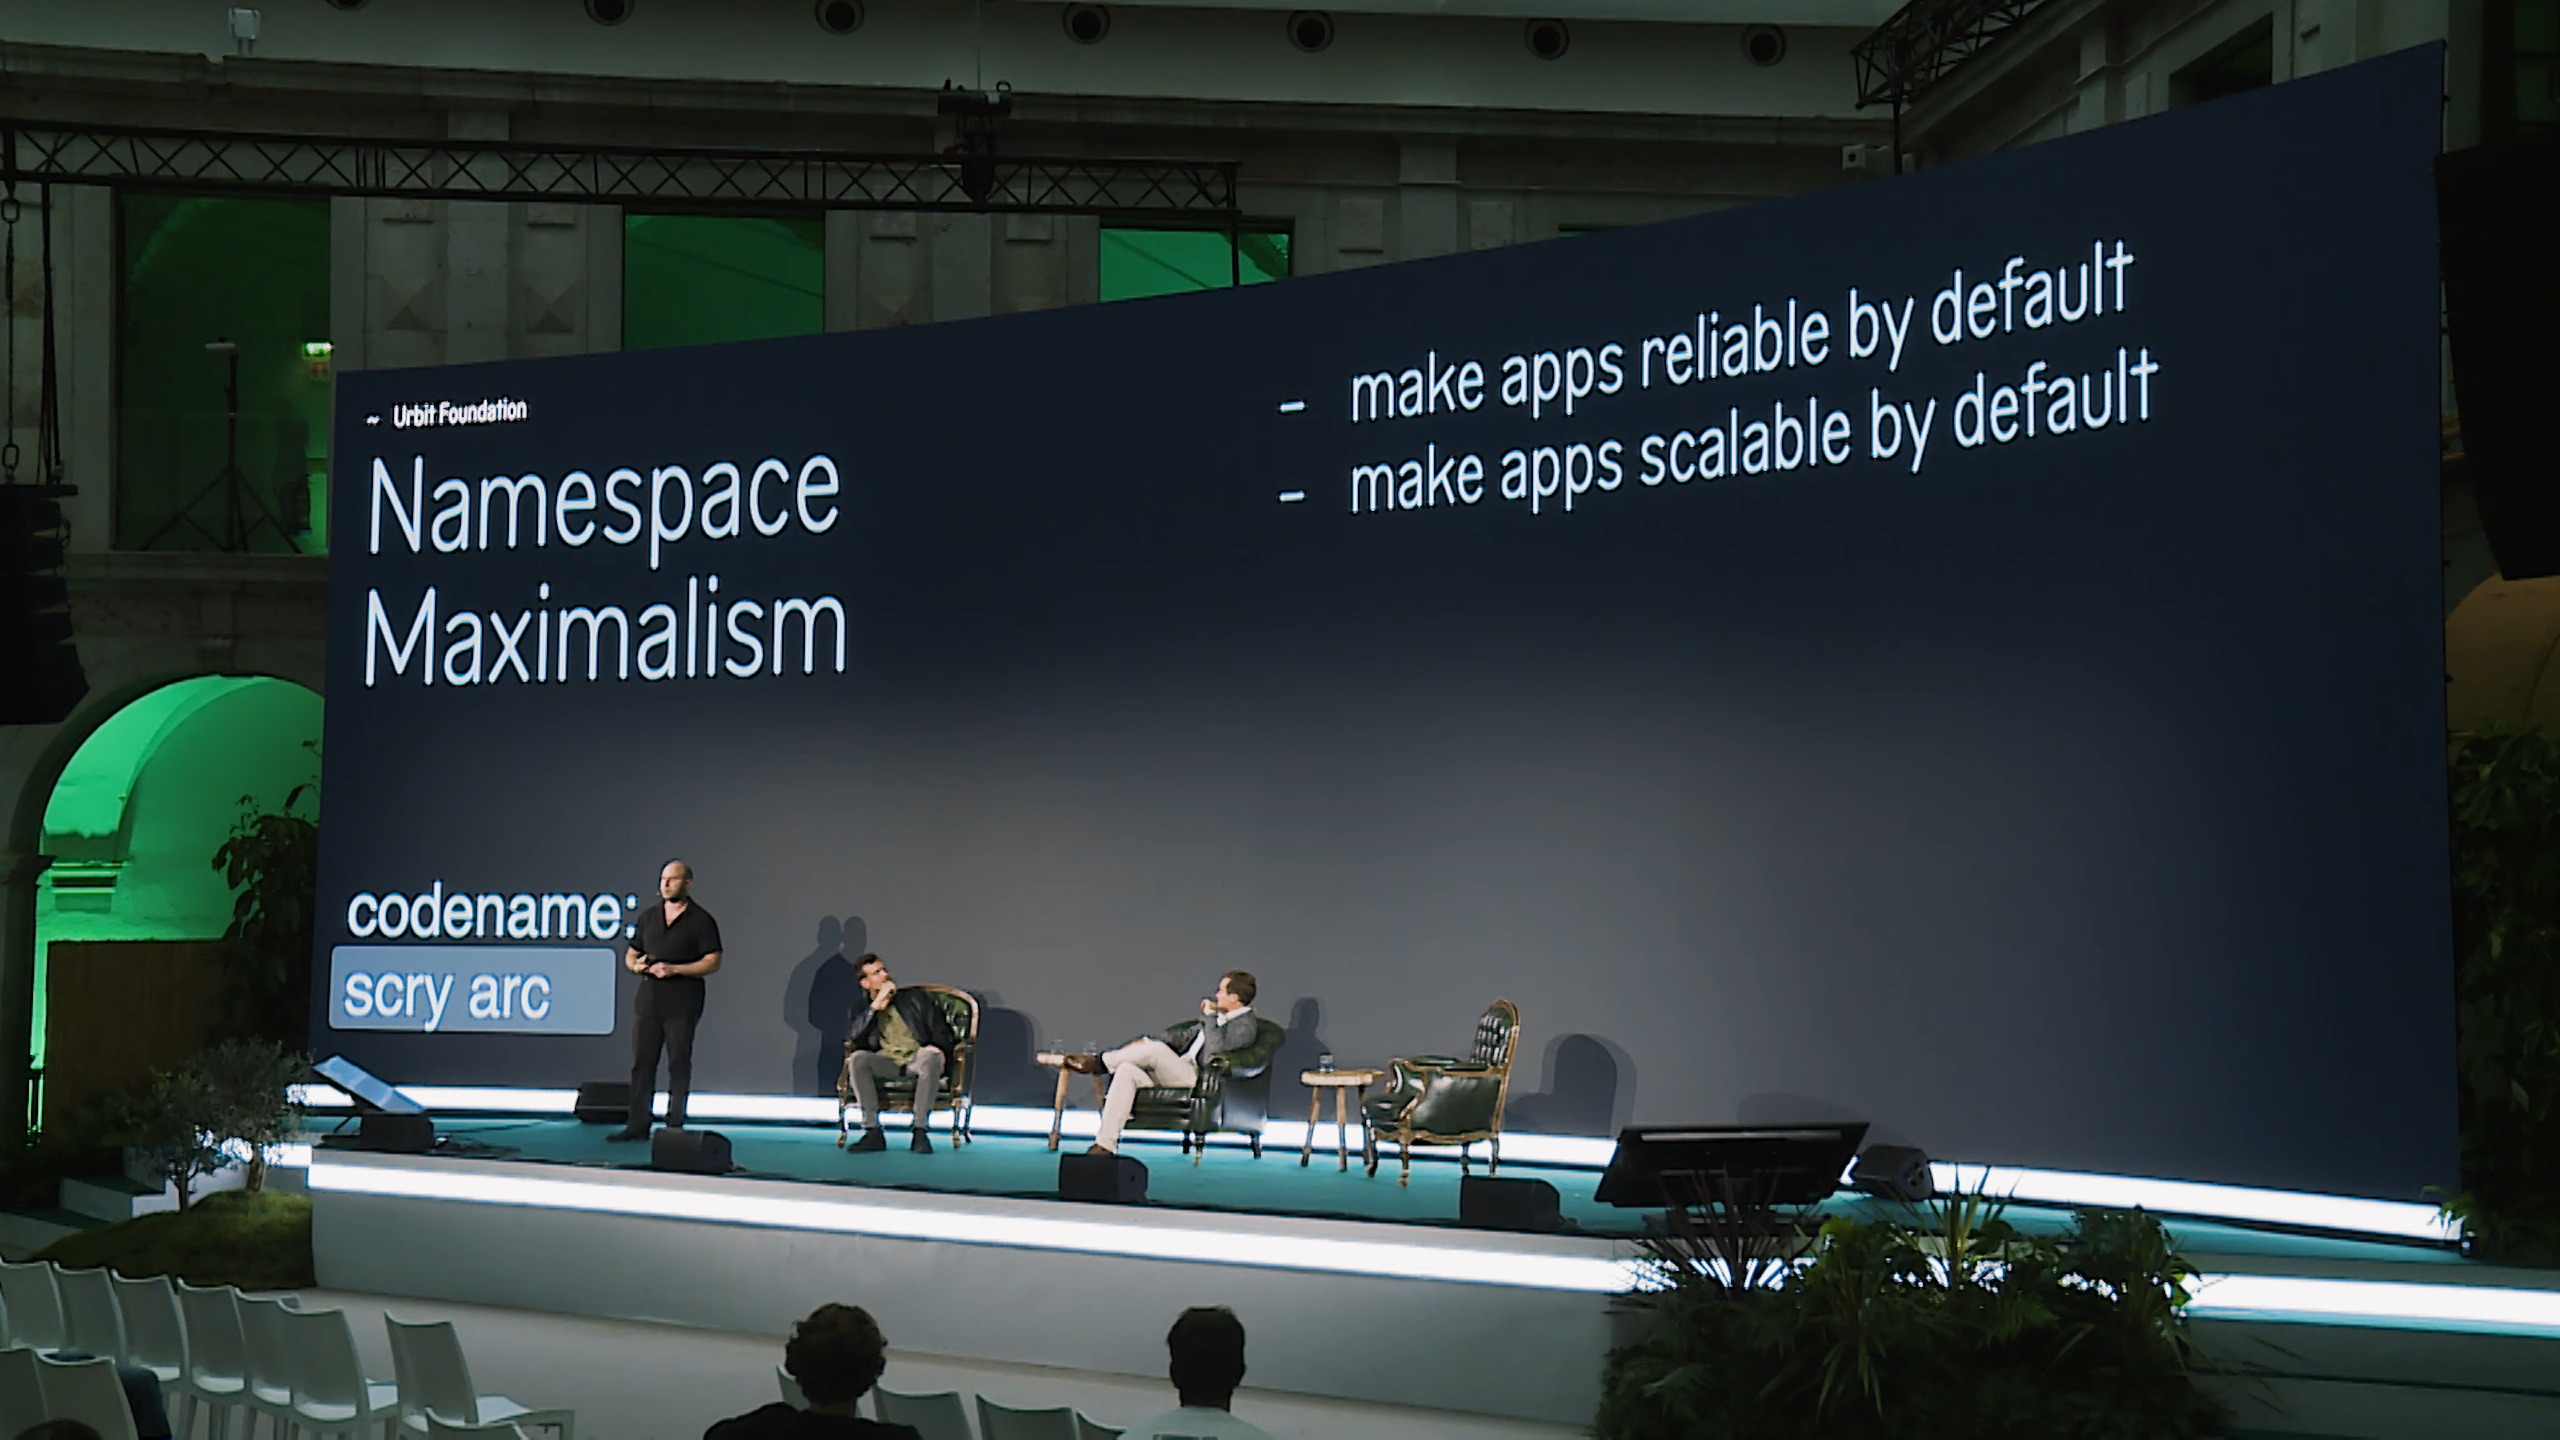 ~ Urbit Foundation
Namespace
Maximalism
- make apps reliable by default
- make apps scalable by default
codename:
scry arc